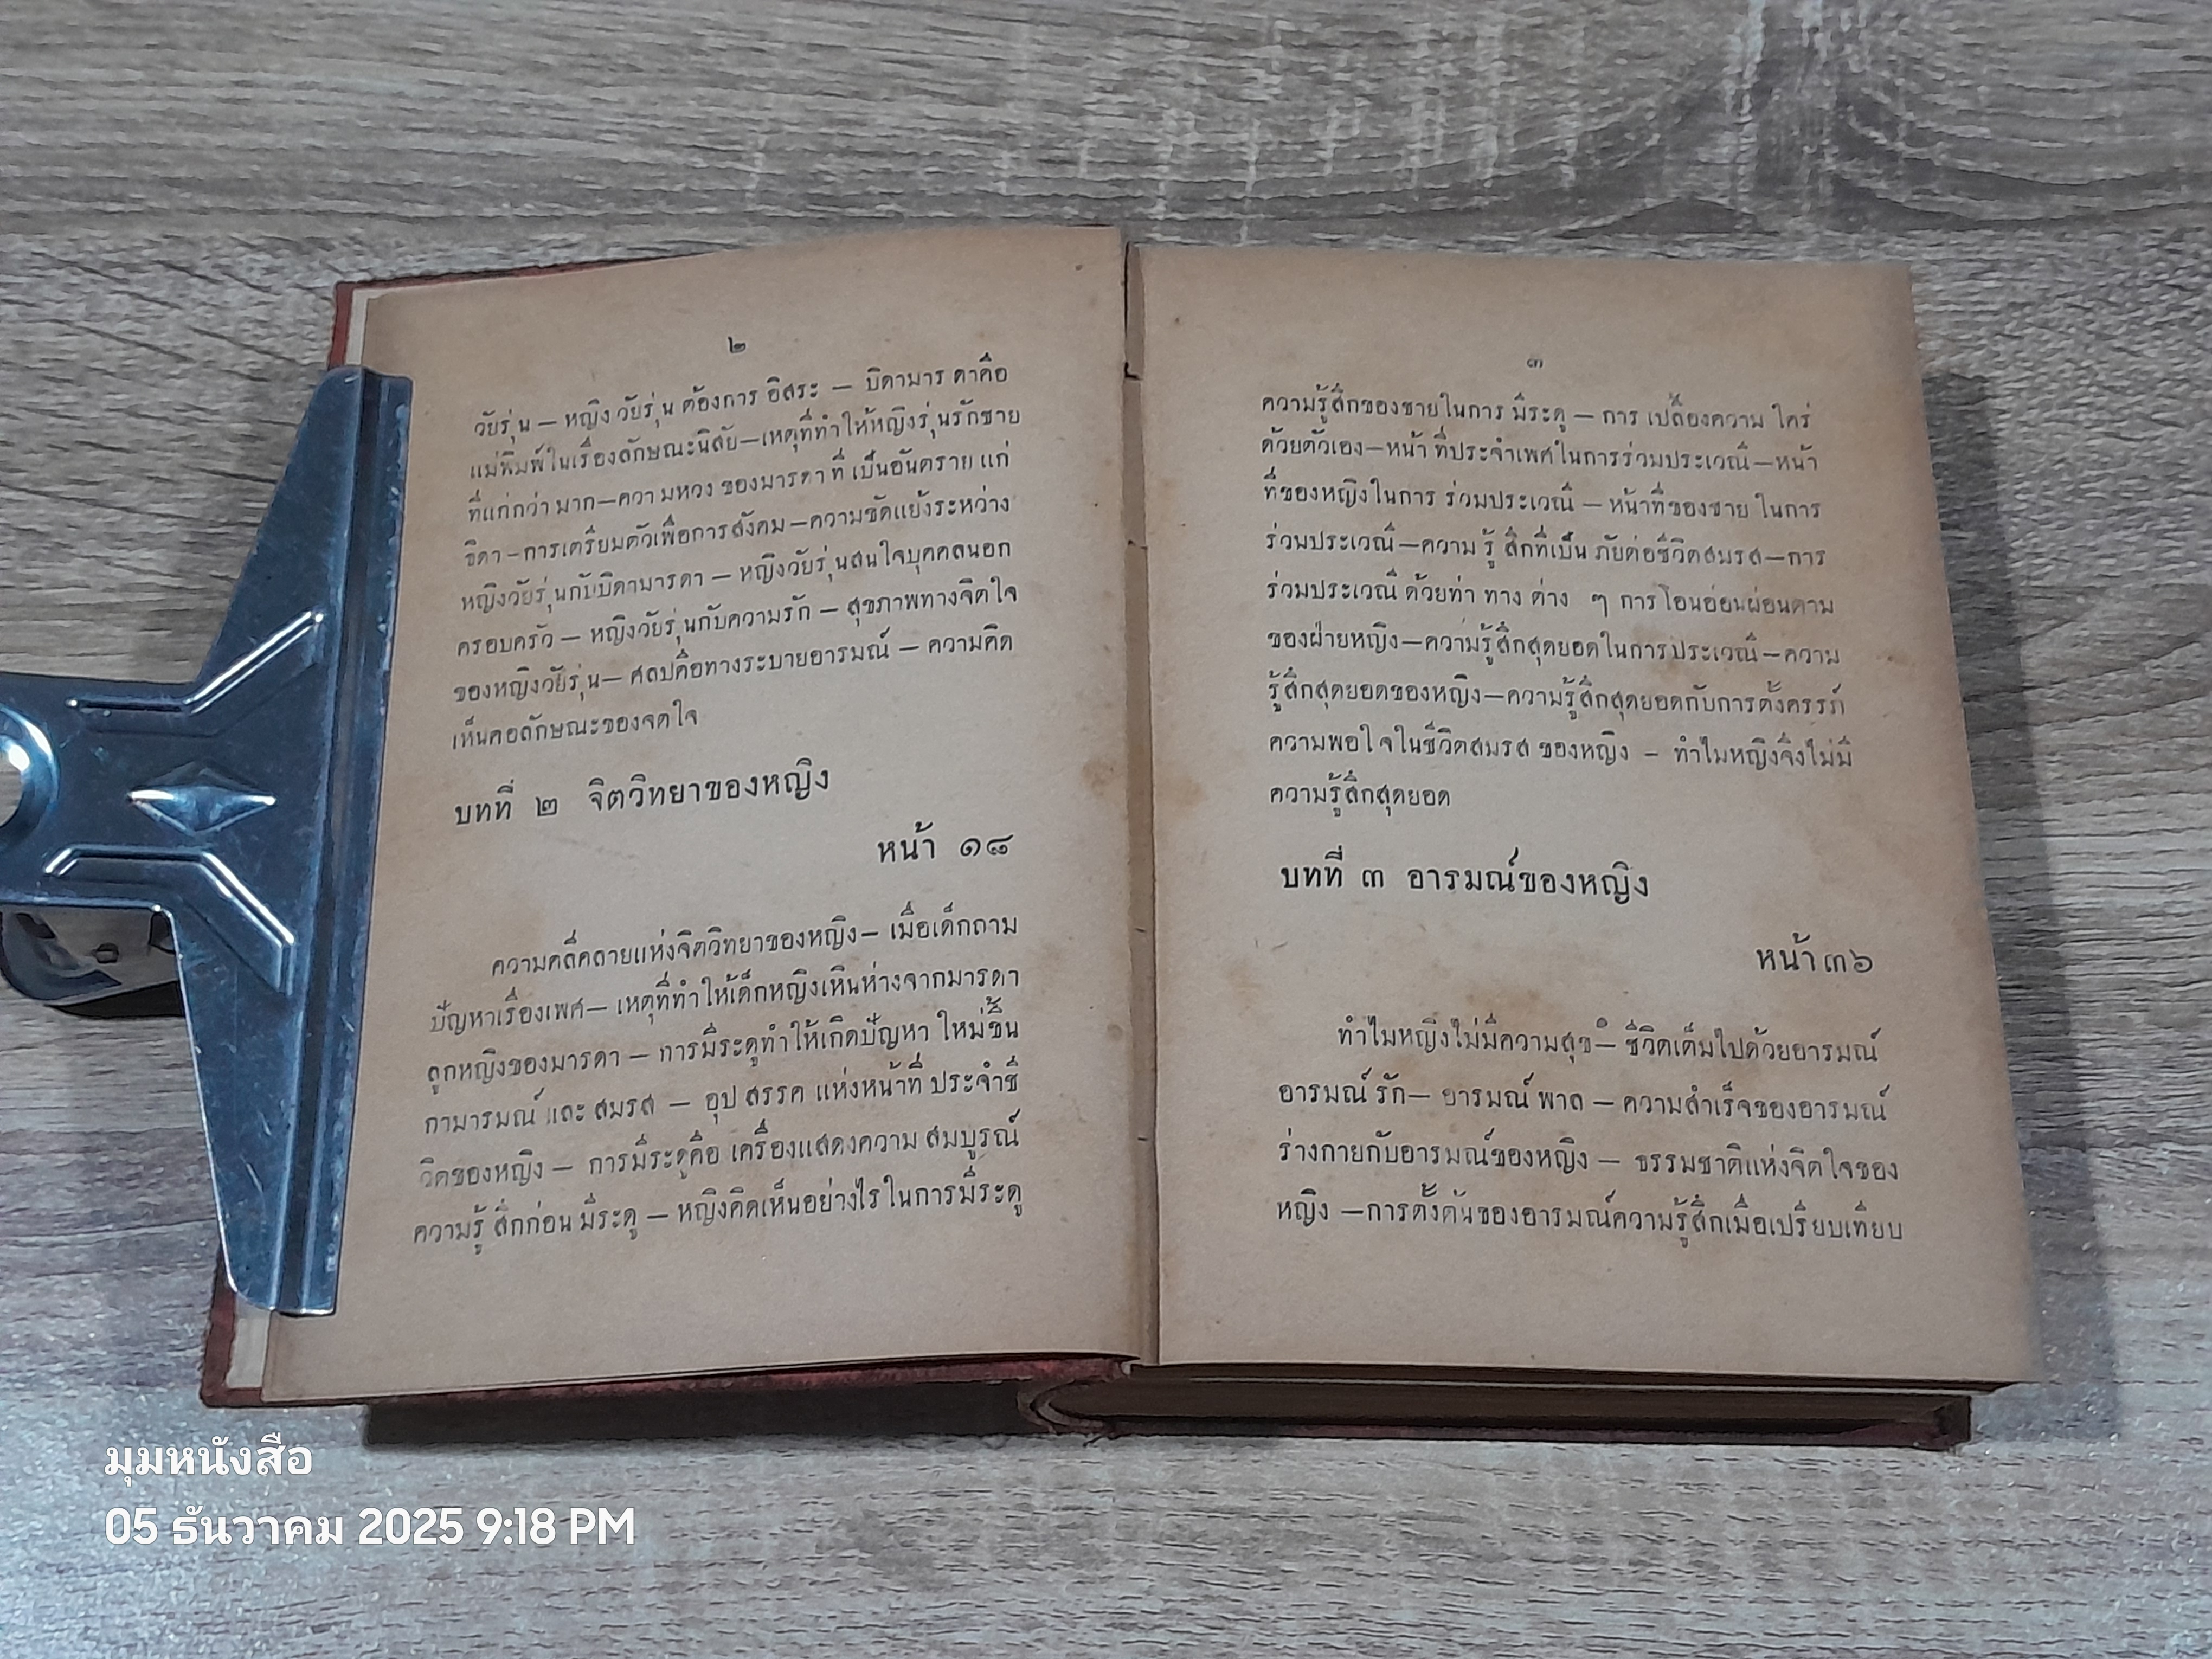 ๒
วัยรุ่น — หญิงวัยรุ่น ต้องการ อิสระ — บิดามาร ดาคือ
แม่พิมพ์ในเรื่องลักษณะนิสัย—เหตุที่ทำให้หญิงรุ่นรักชาย
ที่แก่กว่า มาก—ความหวง ของมารดา ที่ เป็นอันตราย แก่
ธิดา -การเตรียมตัวเพื่อการสังคม —ความขัดแย้งระหว่าง
หญิงวัยรุ่นกับบิดามารดา — หญิงวัยรุ่นสนใจบุคคลนอก
ครอบครัว — หญิงวัยรุ่นกับความรัก — สุขภาพทางจิตใจ
ของหญิงวัยรุ่น— ศิลปคือทางระบายอารมณ์ — ความคิด
เห็นคือลักษณะของจิตใจ
บทที่ ๒ จิตวิทยาของหญิง
หน้า ๑๘
ความคลี่คลายแห่งจิตวิทยาของหญิง— เมื่อเด็กถาม
ปัญหาเรื่องเพศ— เหตุที่ทำให้เด็กหญิงเหินห่างจากมารดา
ลูกหญิงของมารดา — การมีระดูทำให้เกิดปัญหา ใหม่ขึ้น
กามารมณ์ และ สมรส — อุป สรรค แห่งหน้าที่ ประจำชี
วิตของหญิง — การมีระดูคือ เครื่องแสดงความ สมบูรณ์
ความรู้ สึกก่อน มีระดู — หญิงคิดเห็นอย่างไร ในการมีระดู
๓
ความรู้สึกของชายในการ มีระดู — การ เปลื้องความ ใคร่
ด้วยตัวเอง—หน้า ที่ประจำเพศในการร่วมประเวณี—หน้า
ที่ของหญิงในการ ร่วมประเวณี — หน้าที่ของชาย ในการ
ร่วมประเวณี—ความ รู้ สึกที่เป็น ภัยต่อชีวิตสมรส—การ
ร่วมประเวณี ด้วยท่า ทาง ต่าง ๆ การโอนอ่อนผ่อนตาม
ของฝ่ายหญิง—ความรู้สึกสุดยอดในการประเวณี—ความ
รู้สึกสุดยอดของหญิง—ความรู้สึกสุดยอดกับการตั้งครรภ์
ความพอใจในชีวิตสมรส ของหญิง - ทำไมหญิงจึงไม่มี
ความรู้สึกสุดยอด
บทที่ ๓ อารมณ์ของหญิง
หน้า ๓๖
ทำไมหญิงไม่มีความสุข— ชีวิตเต็มไปด้วยอารมณ์
อารมณ์ รัก— อารมณ์ พาล — ความสำเร็จของอารมณ์
ร่างกายกับอารมณ์ของหญิง — ธรรมชาติแห่งจิตใจของ
หญิง —การตั้งต้นของอารมณ์ความรู้สึกเมื่อเปรียบเทียบ
มุมหนังสือ
05 ธันวาคม 2025 9:18 PM